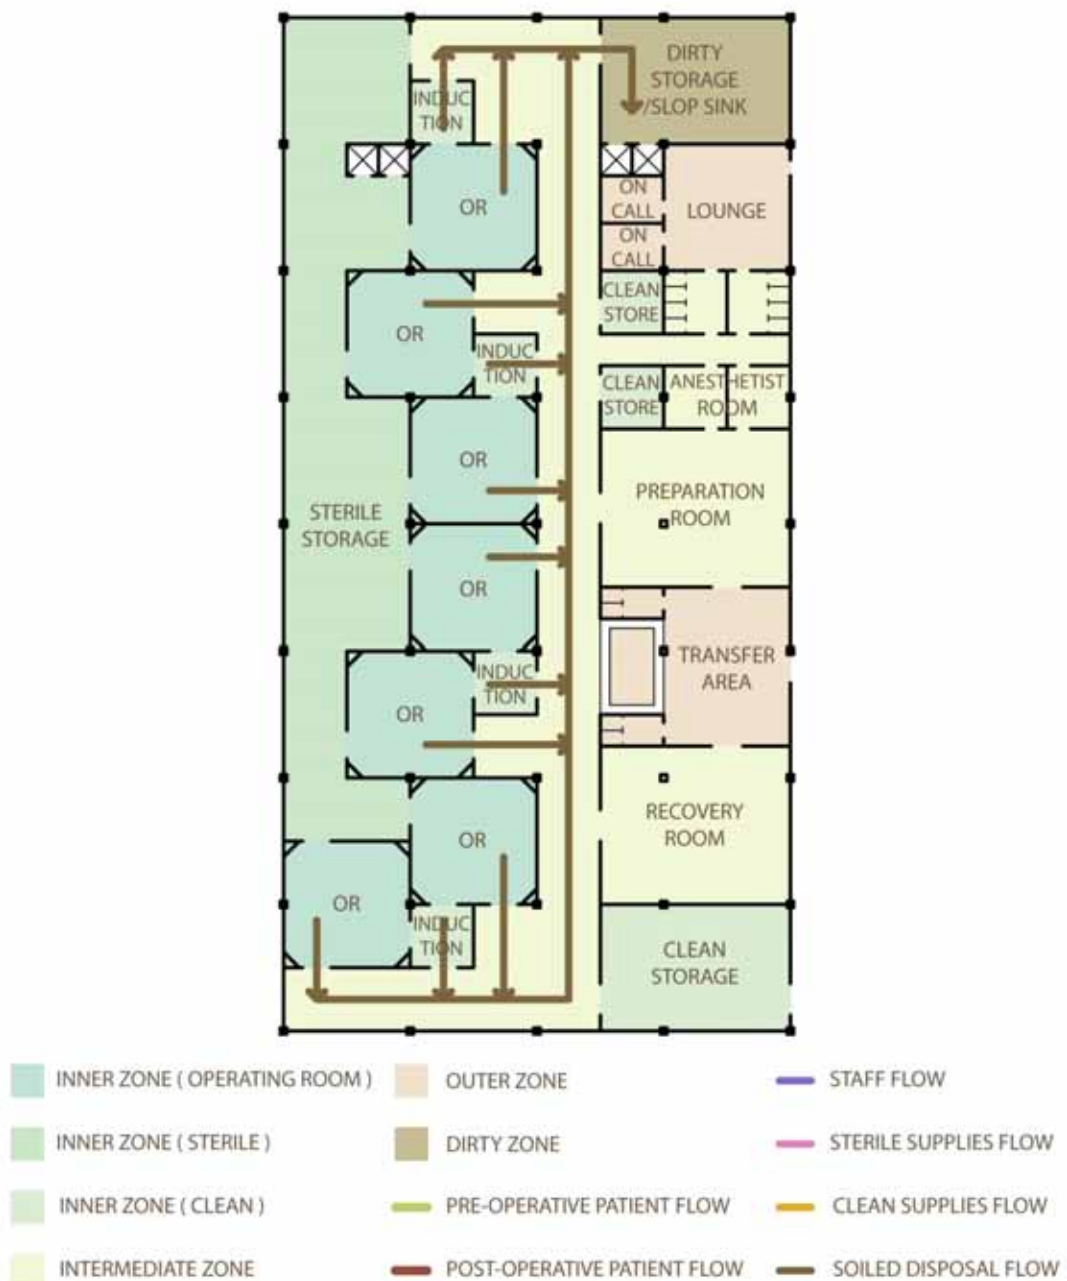 DIRTY
STORAGE
/SLOP SINK
INDUC
TION
ON
CALL
LOUNGE
OR
ON
CALL
CLEAN
STORE
OR
INDUC
TION
CLEAN
STORE
ANESTHETIST
ROOM
OR
PREPARATION
ROOM
STERILE
STORAGE
OR
TRANSFER
AREA
INDUC
TION
OR
RECOVERY
ROOM
OR
OR
INDUC
TION
CLEAN
STORAGE
INNER ZONE ( OPERATING ROOM )
OUTER ZONE
STAFF FLOW
INNER ZONE ( STERILE )
DIRTY ZONE
STERILE SUPPLIES FLOW
INNER ZONE ( CLEAN )
PRE-OPERATIVE PATIENT FLOW
CLEAN SUPPLIES FLOW
INTERMEDIATE ZONE
POST-OPERATIVE PATIENT FLOW
SOILED DISPOSAL FLOW